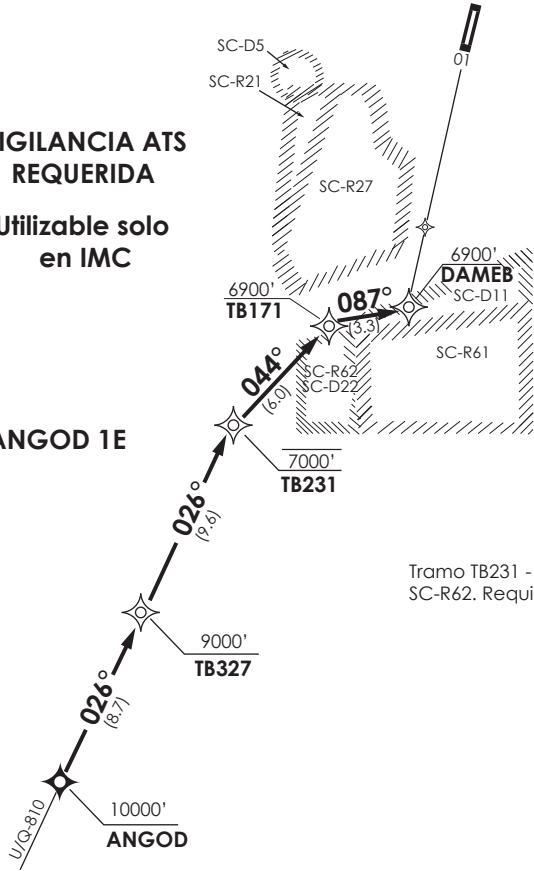 SC-D5
SC-R21
01
IGILANCIA ATS
REQUERIDA
SC-R27
Utilizable solo
en IMC
6900'
DAMEB
SC-D11
6900'
TB171
087°
(3.3)
SC-R61
044°
(6.0)
SC-R62
SC-D22
ANGOD 1E
7000'
TB231
026°
(9.6)
Tramo TB231 -
SC-R62. Requi
9000'
TB327
026°
(8.7)
10000'
ANGOD
U/Q-810